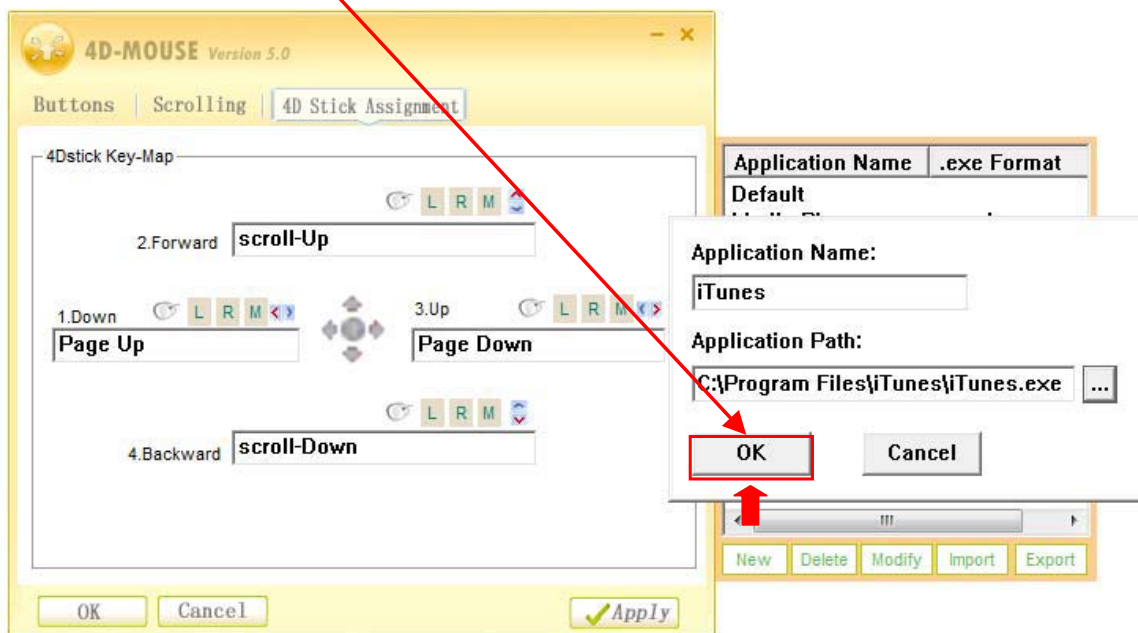 4D-MOUSE Version 5.0
Buttons | Scrolling | 4D Stick Assignment
4Dstick Key-Map
L R M
2.Forward scroll-Up
1.Down L R M
Page Up
3.Up L R M
Page Down
L R M
4.Backward scroll-Down
OK Cancel Apply
Application Name .exe Format
Default
Application Name:
iTunes
Application Path:
C:\Program Files\iTunes\iTunes.exe ...
OK Cancel
New Delete Modify Import Export